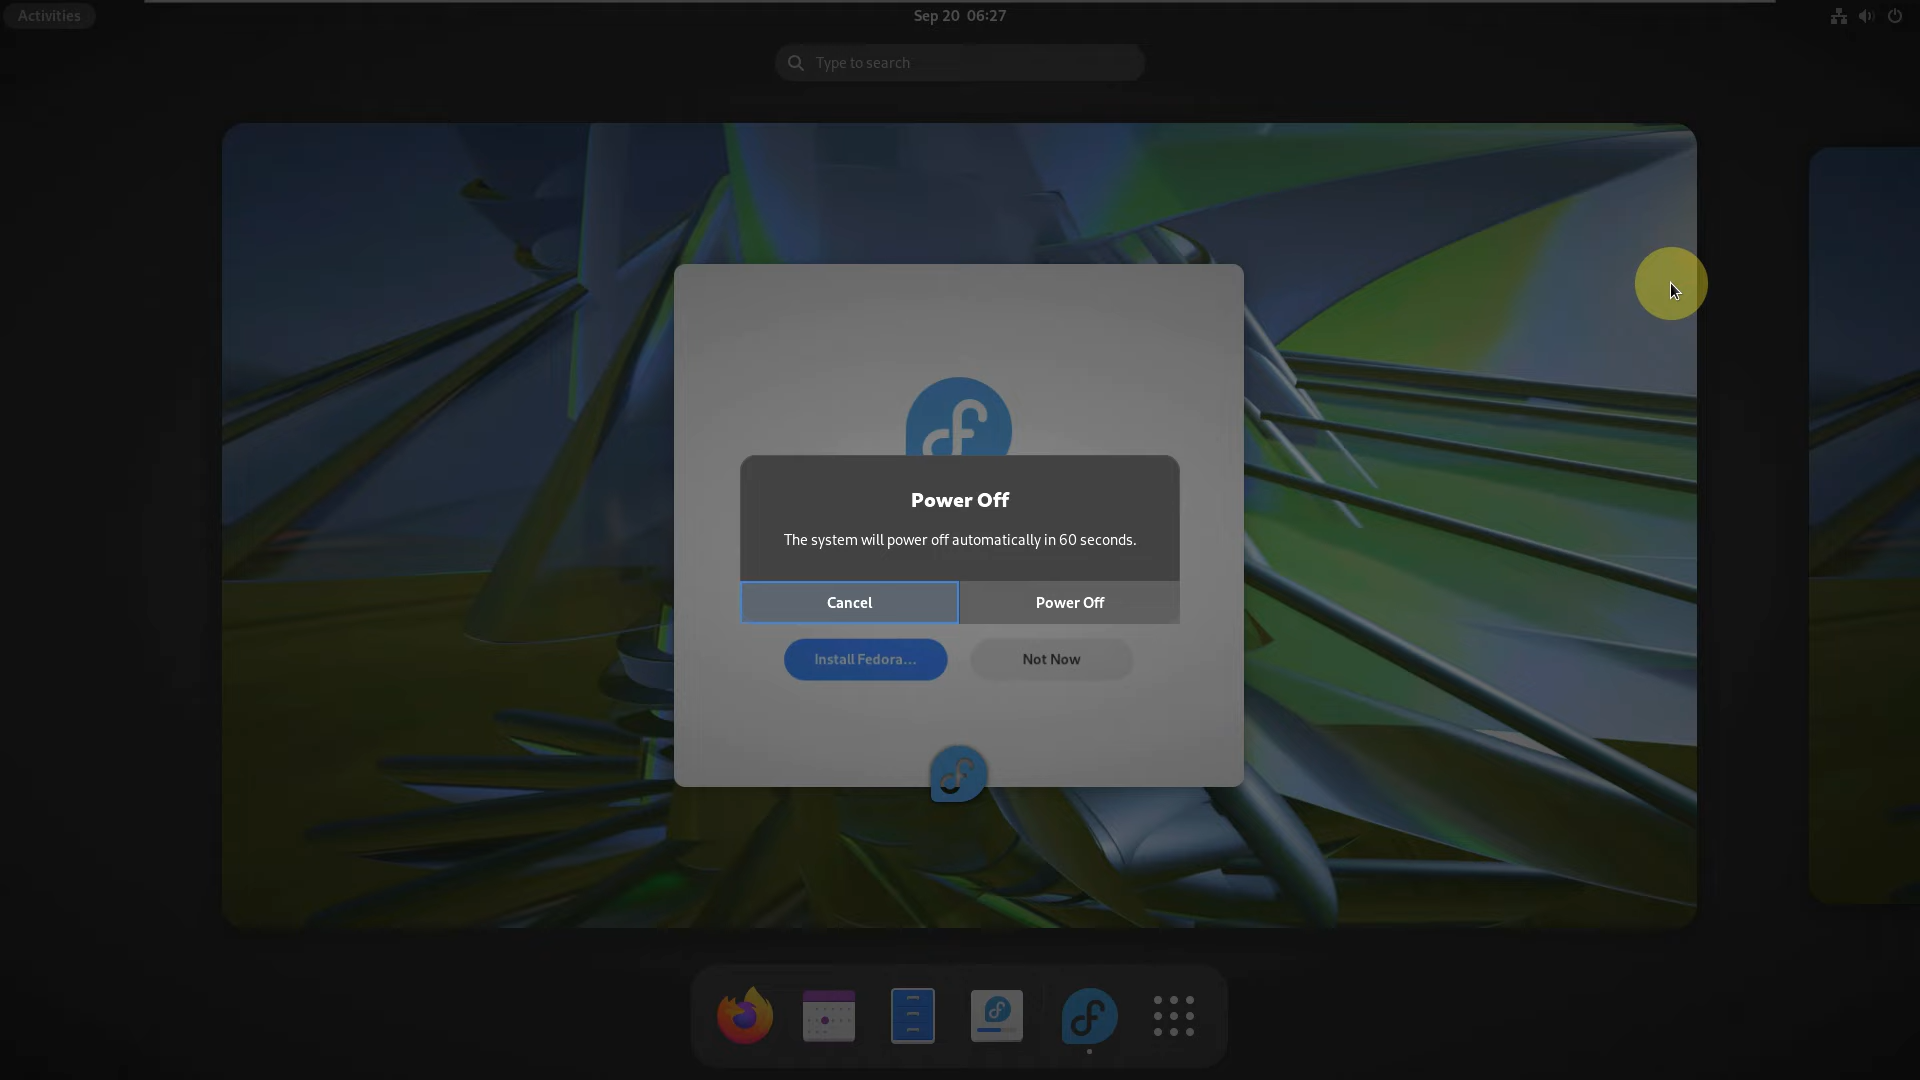 Activities
Sep 20 06:27
Type to search
Power Off
The system will power off automatically in 60 seconds.
Cancel
Power Off
Install Fedora...
Not Now